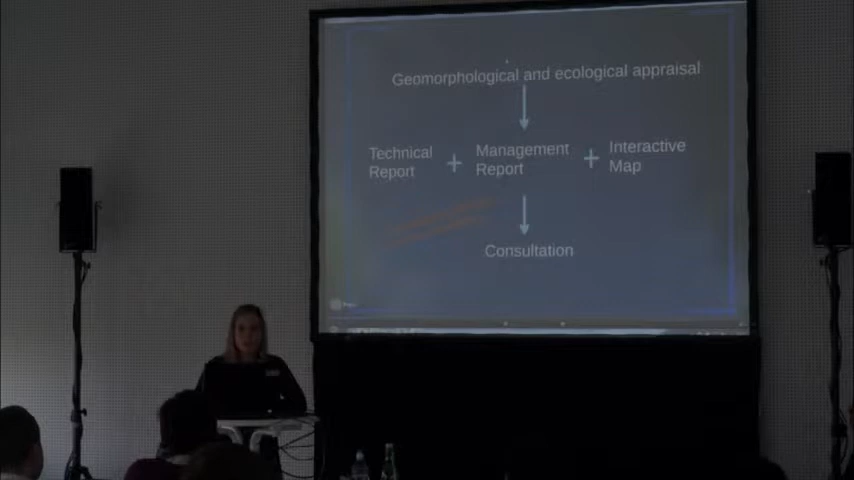 Geomorphological and ecological appraisal
Technical
Report
+
Management
Report
+
Interactive
Map
Consultation